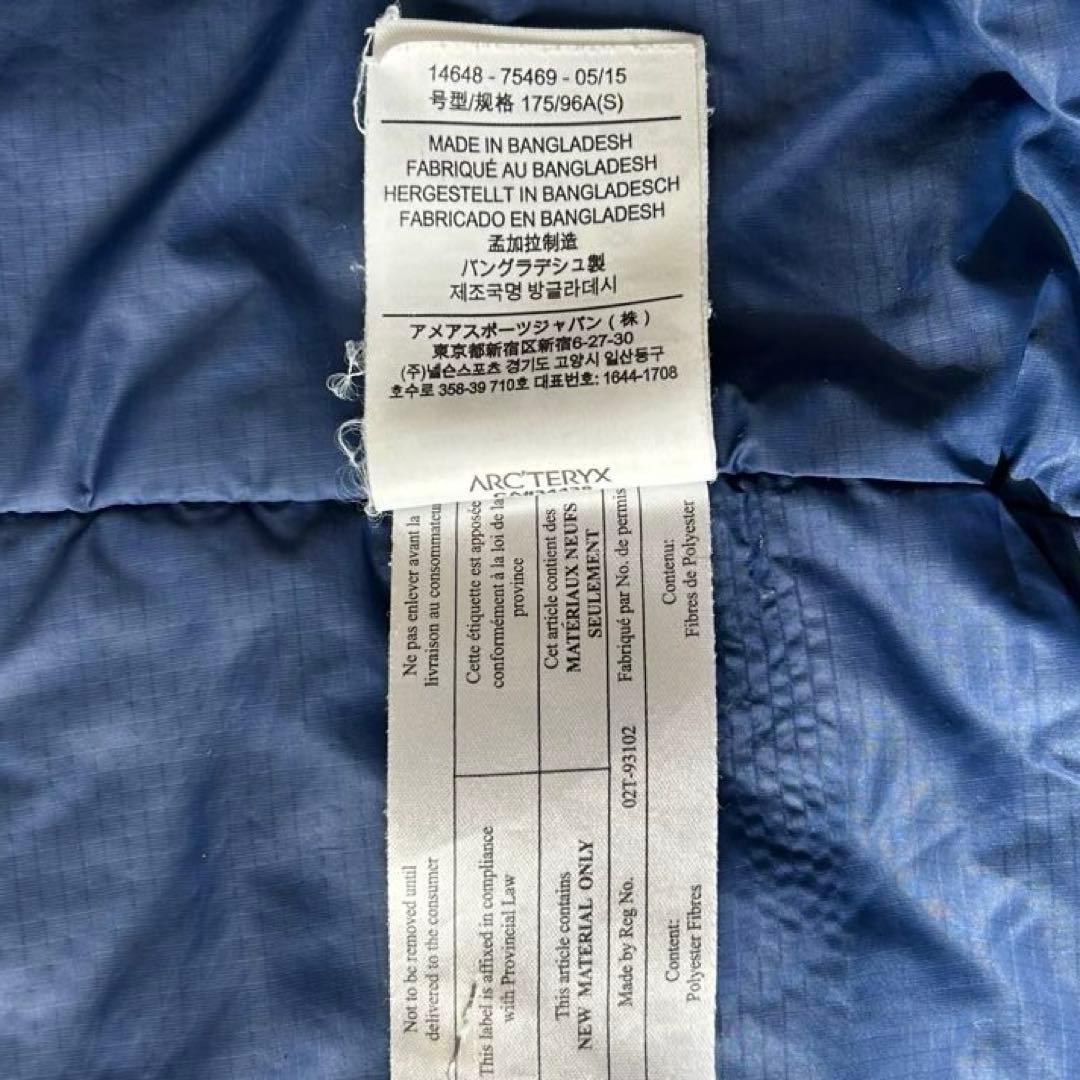 14648 - 75469 - 05/15
号型/规格 175/96A(S)
MADE IN BANGLADESH
FABRIQUÉ AU BANGLADESH
HERGESTELLT IN BANGLADESCH
FABRICADO EN BANGLADESH
孟加拉制造
バングラデシュ製
제조국명 방글라데시
アメアスポーツジャパン ( 株 )
東京都新宿区新宿6-27-30
(주)넬슨스포츠 경기도 고양시 일산동구
호수로 358-39 710호 대표번호: 1644-1708
ARC'TERYX
Ne pas enlever avant la
livraison au consommateur
Cette étiquette est apposée
conformément à la loi de la
province
Cet article contient des
MATÉRIAUX NEUFS
SEULEMENT
Fabriqué par No. de permis
Contenu:
Fibres de Polyester
02T-93102
Not to be removed until
delivered to the consumer
This label is affixed in compliance
with Provincial Law
This article contains
NEW MATERIAL ONLY
Made by Reg No.
Content:
Polyester Fibres